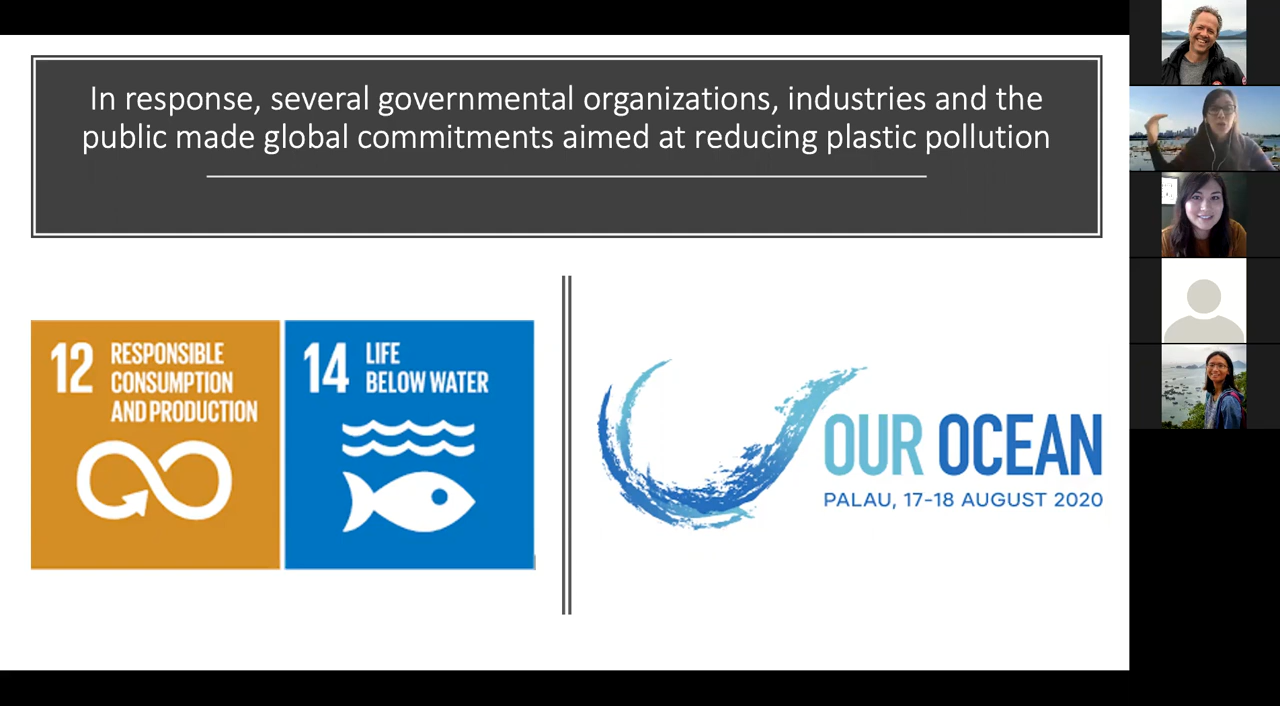 In response, several governmental organizations, industries and the
public made global commitments aimed at reducing plastic pollution
12 RESPONSIBLE
CONSUMPTION
AND PRODUCTION
14 LIFE
BELOW WATER
OUR OCEAN
PALAU, 17-18 AUGUST 2020